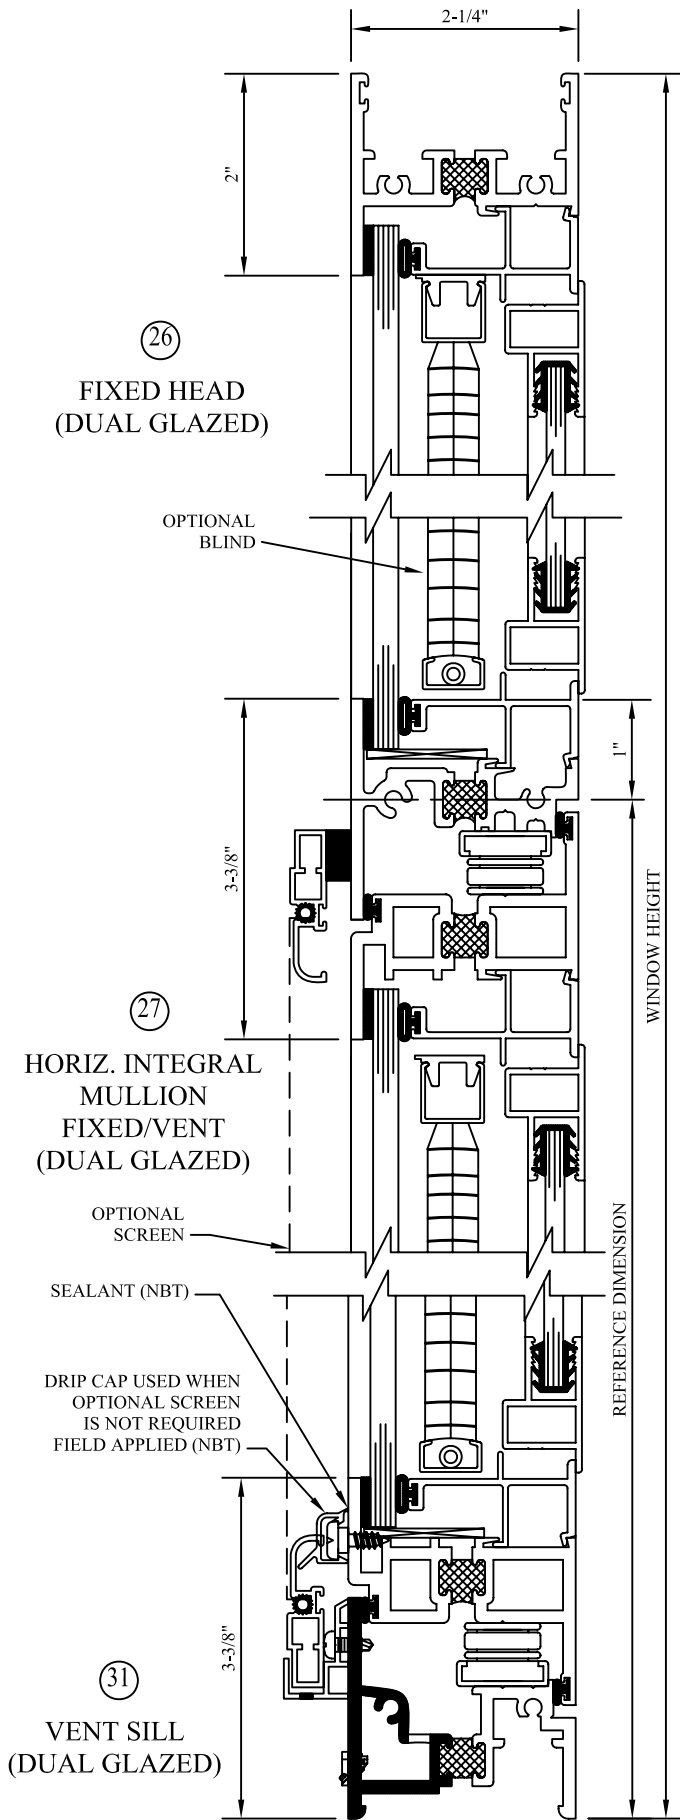 2-1/4"
2"
26
FIXED HEAD
(DUAL GLAZED)
OPTIONAL
BLIND
1"
3-3/8"
WINDOW HEIGHT
27
HORIZ. INTEGRAL
MULLION
FIXED/VENT
(DUAL GLAZED)
OPTIONAL
SCREEN
REFERENCE DIMENSION
SEALANT (NBT)
DRIP CAP USED WHEN
OPTIONAL SCREEN
IS NOT REQUIRED
FIELD APPLIED (NBT)
3-3/8"
31
VENT SILL
(DUAL GLAZED)